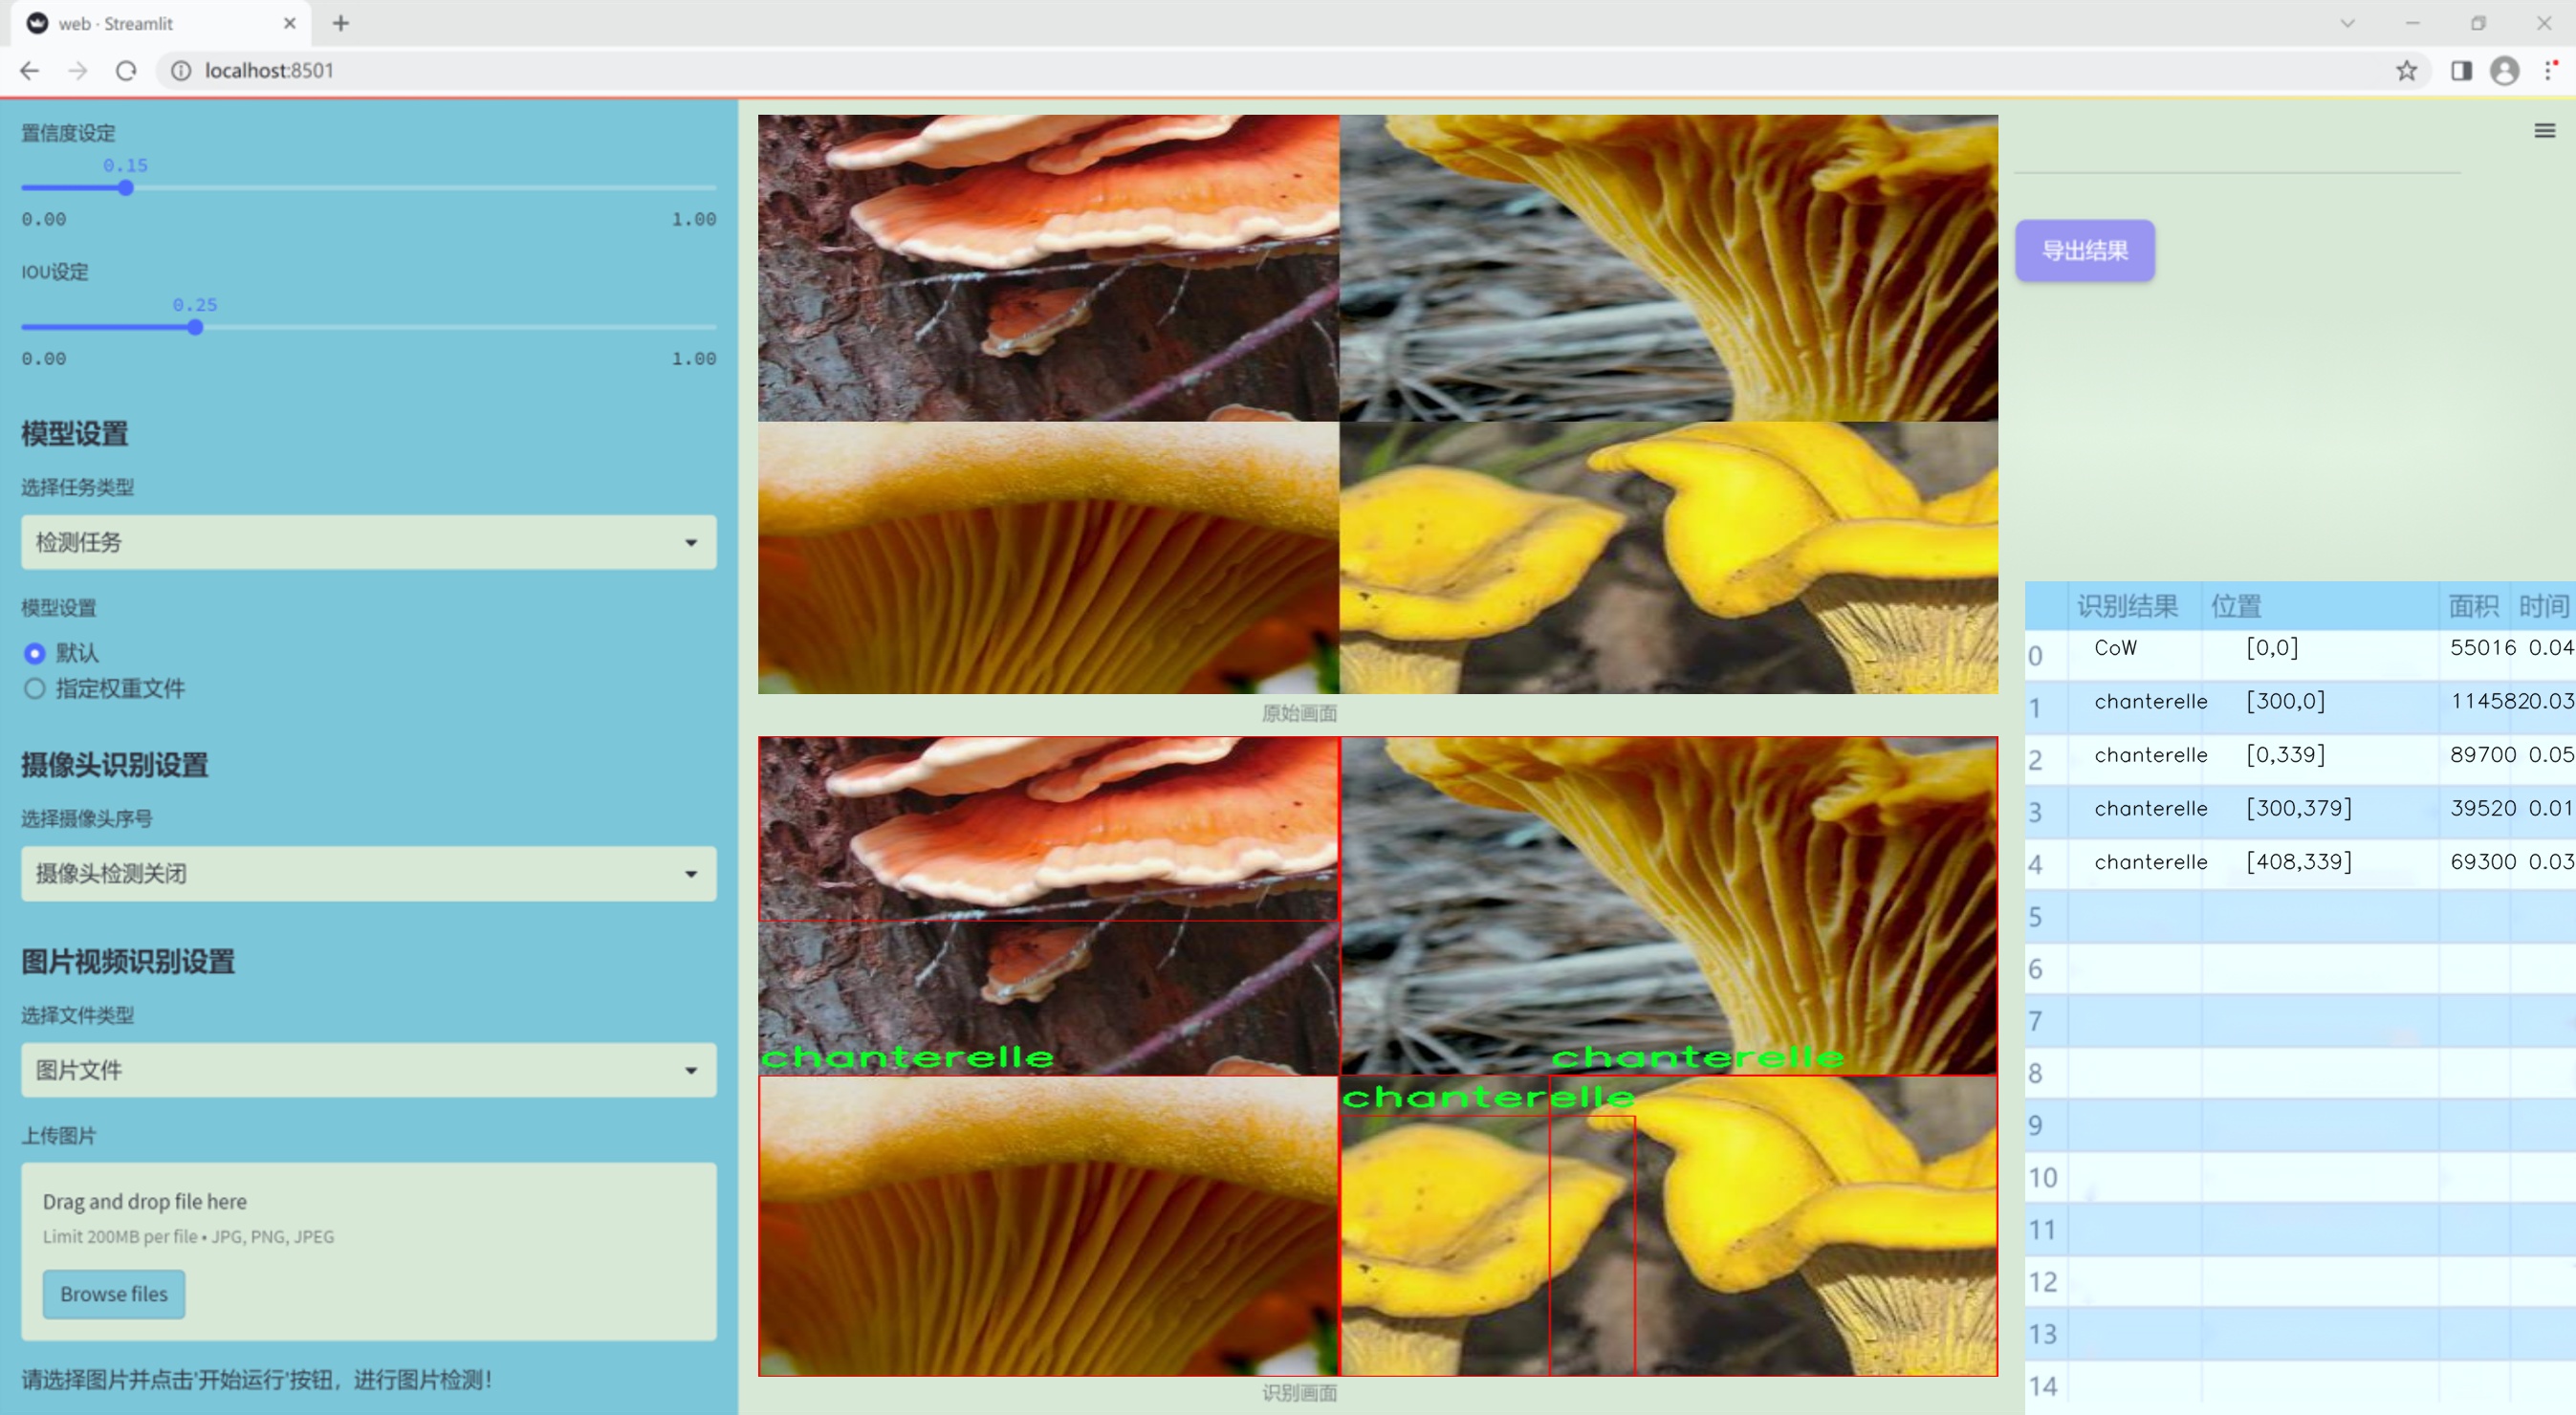 web · Streamlit
localhost:8501
置信度设定
0.15
0.00 1.00
IOU设定
0.25
0.00 1.00
模型设置
选择任务类型
检测任务
模型设置
默认
指定权重文件
摄像头识别设置
选择摄像头序号
摄像头检测关闭
图片视频识别设置
选择文件类型
图片文件
上传图片
Drag and drop file here
Limit 200MB per file • JPG, PNG, JPEG
Browse files
请选择图片并点击'开始运行'按钮，进行图片检测！
原始画面
chanterelle
chanterelle
chanterelle
识别画面
导出结果
识别结果 位置 面积 时间
0 CoW [0,0] 55016 0.04
1 chanterelle [300,0] 114582 0.03
2 chanterelle [0,339] 89700 0.05
3 chanterelle [300,379] 39520 0.01
4 chanterelle [408,339] 69300 0.03
5
6
7
8
9
10
11
12
13
14